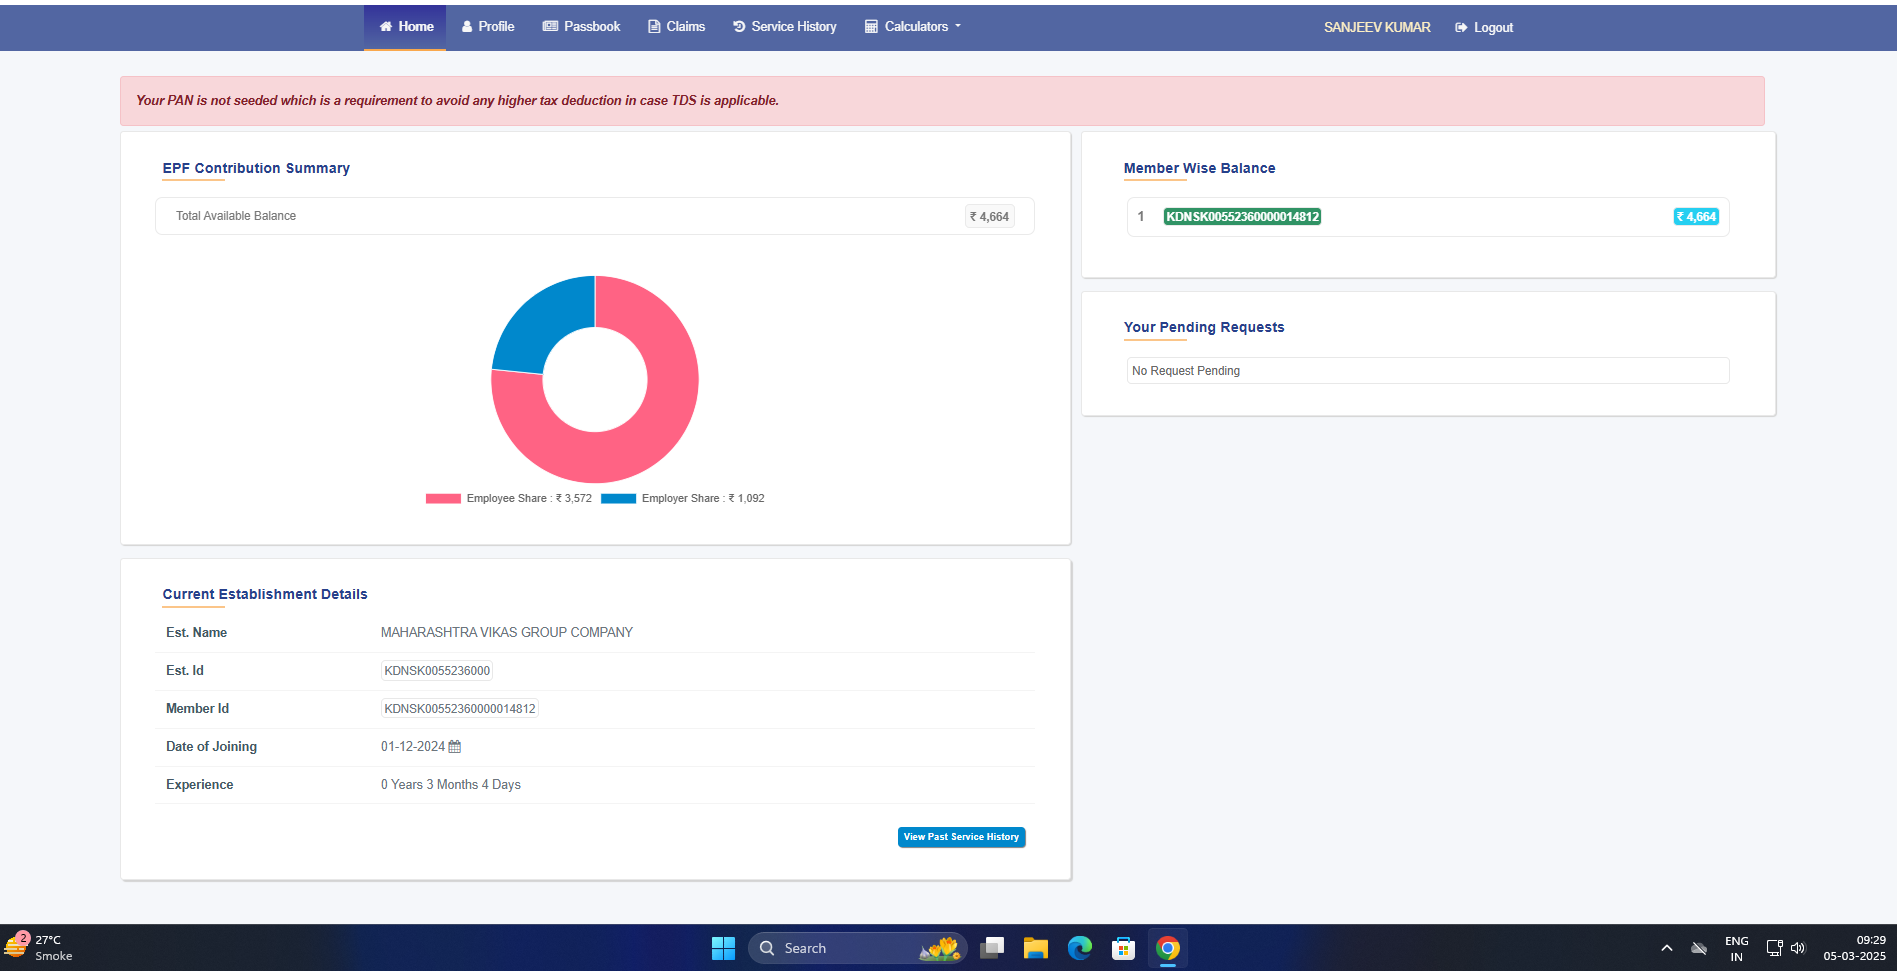 Home Profile Passbook Claims Service History Calculators SANJEEV KUMAR Logout
Your PAN is not seeded which is a requirement to avoid any higher tax deduction in case TDS is applicable.
EPF Contribution Summary
Total Available Balance ₹ 4,664
Employee Share : ₹ 3,572 Employer Share : ₹ 1,092
Member Wise Balance
1 KDNSK00552360000014812 ₹ 4,664
Your Pending Requests
No Request Pending
Current Establishment Details
Est. Name MAHARASHTRA VIKAS GROUP COMPANY
Est. Id KDNSK0055236000
Member Id KDNSK00552360000014812
Date of Joining 01-12-2024
Experience 0 Years 3 Months 4 Days
View Past Service History
2
27°C
Smoke
Search
ENG
IN
09:29
05-03-2025